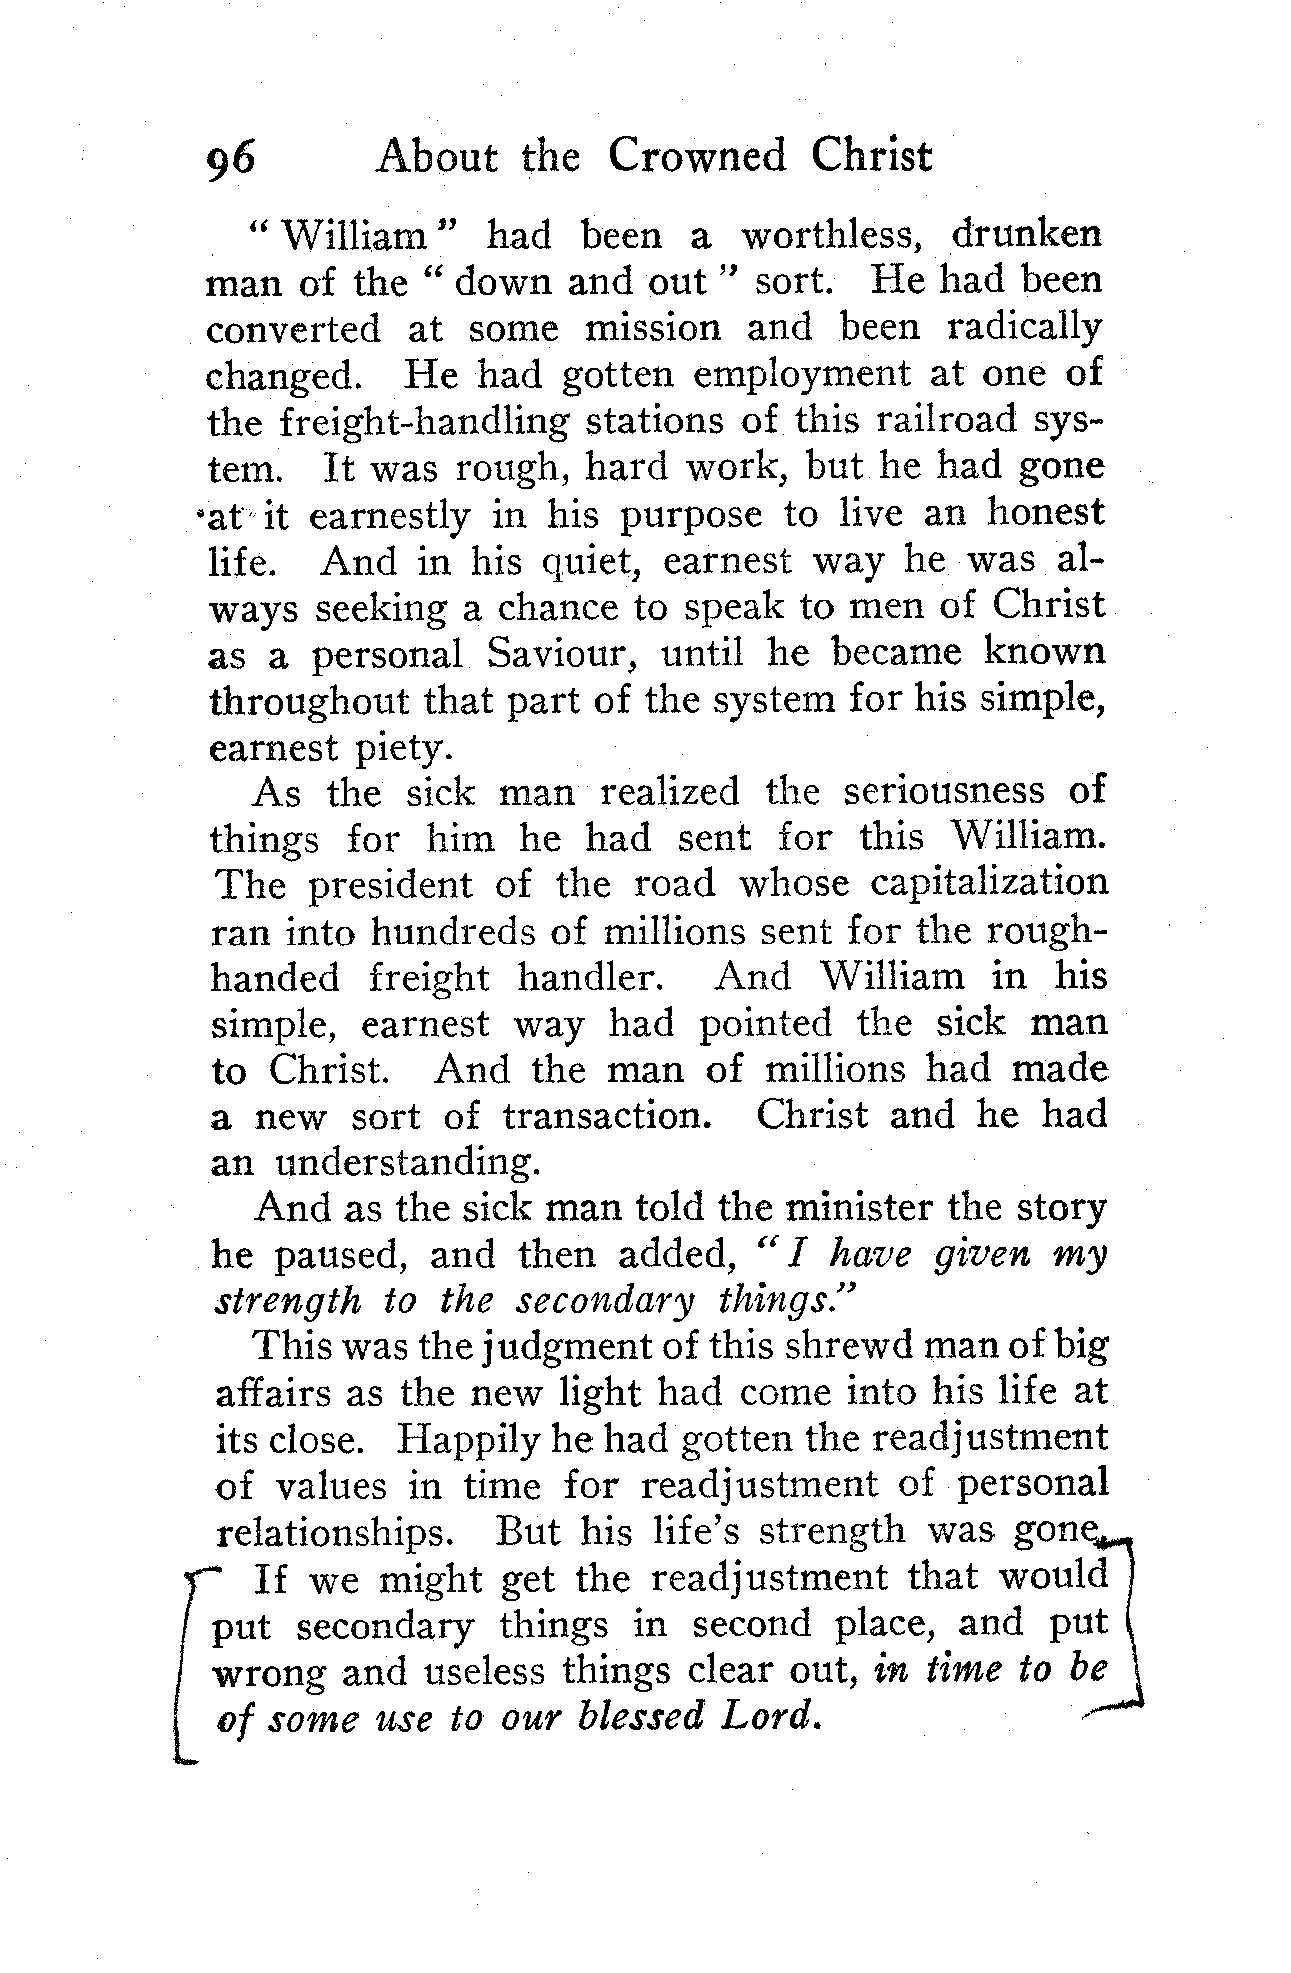 96 About the Crowned Christ
" William " had been a worthless, drunken
man of the " down and out " sort. He had been
converted at some mission and been radically
changed. He had gotten employment at one of
the freight-handling stations of this railroad sys-
tem. It was rough, hard work, but he had gone
at it earnestly in his purpose to live an honest
life. And in his quiet, earnest way he was al-
ways seeking a chance to speak to men of Christ
as a personal Saviour, until he became known
throughout that part of the system for his simple,
earnest piety.
As the sick man realized the seriousness of
things for him he had sent for this William.
The president of the road whose capitalization
ran into hundreds of millions sent for the rough-
handed freight handler. And William in his
simple, earnest way had pointed the sick man
to Christ. And the man of millions had made
a new sort of transaction. Christ and he had
an understanding.
And as the sick man told the minister the story
he paused, and then added, " I have given my
strength to the secondary things."
This was the judgment of this shrewd man of big
affairs as the new light had come into his life at
its close. Happily he had gotten the readjustment
of values in time for readjustment of personal
relationships. But his life's strength was gone.
If we might get the readjustment that would
put secondary things in second place, and put
wrong and useless things clear out, in time to be
of some use to our blessed Lord.